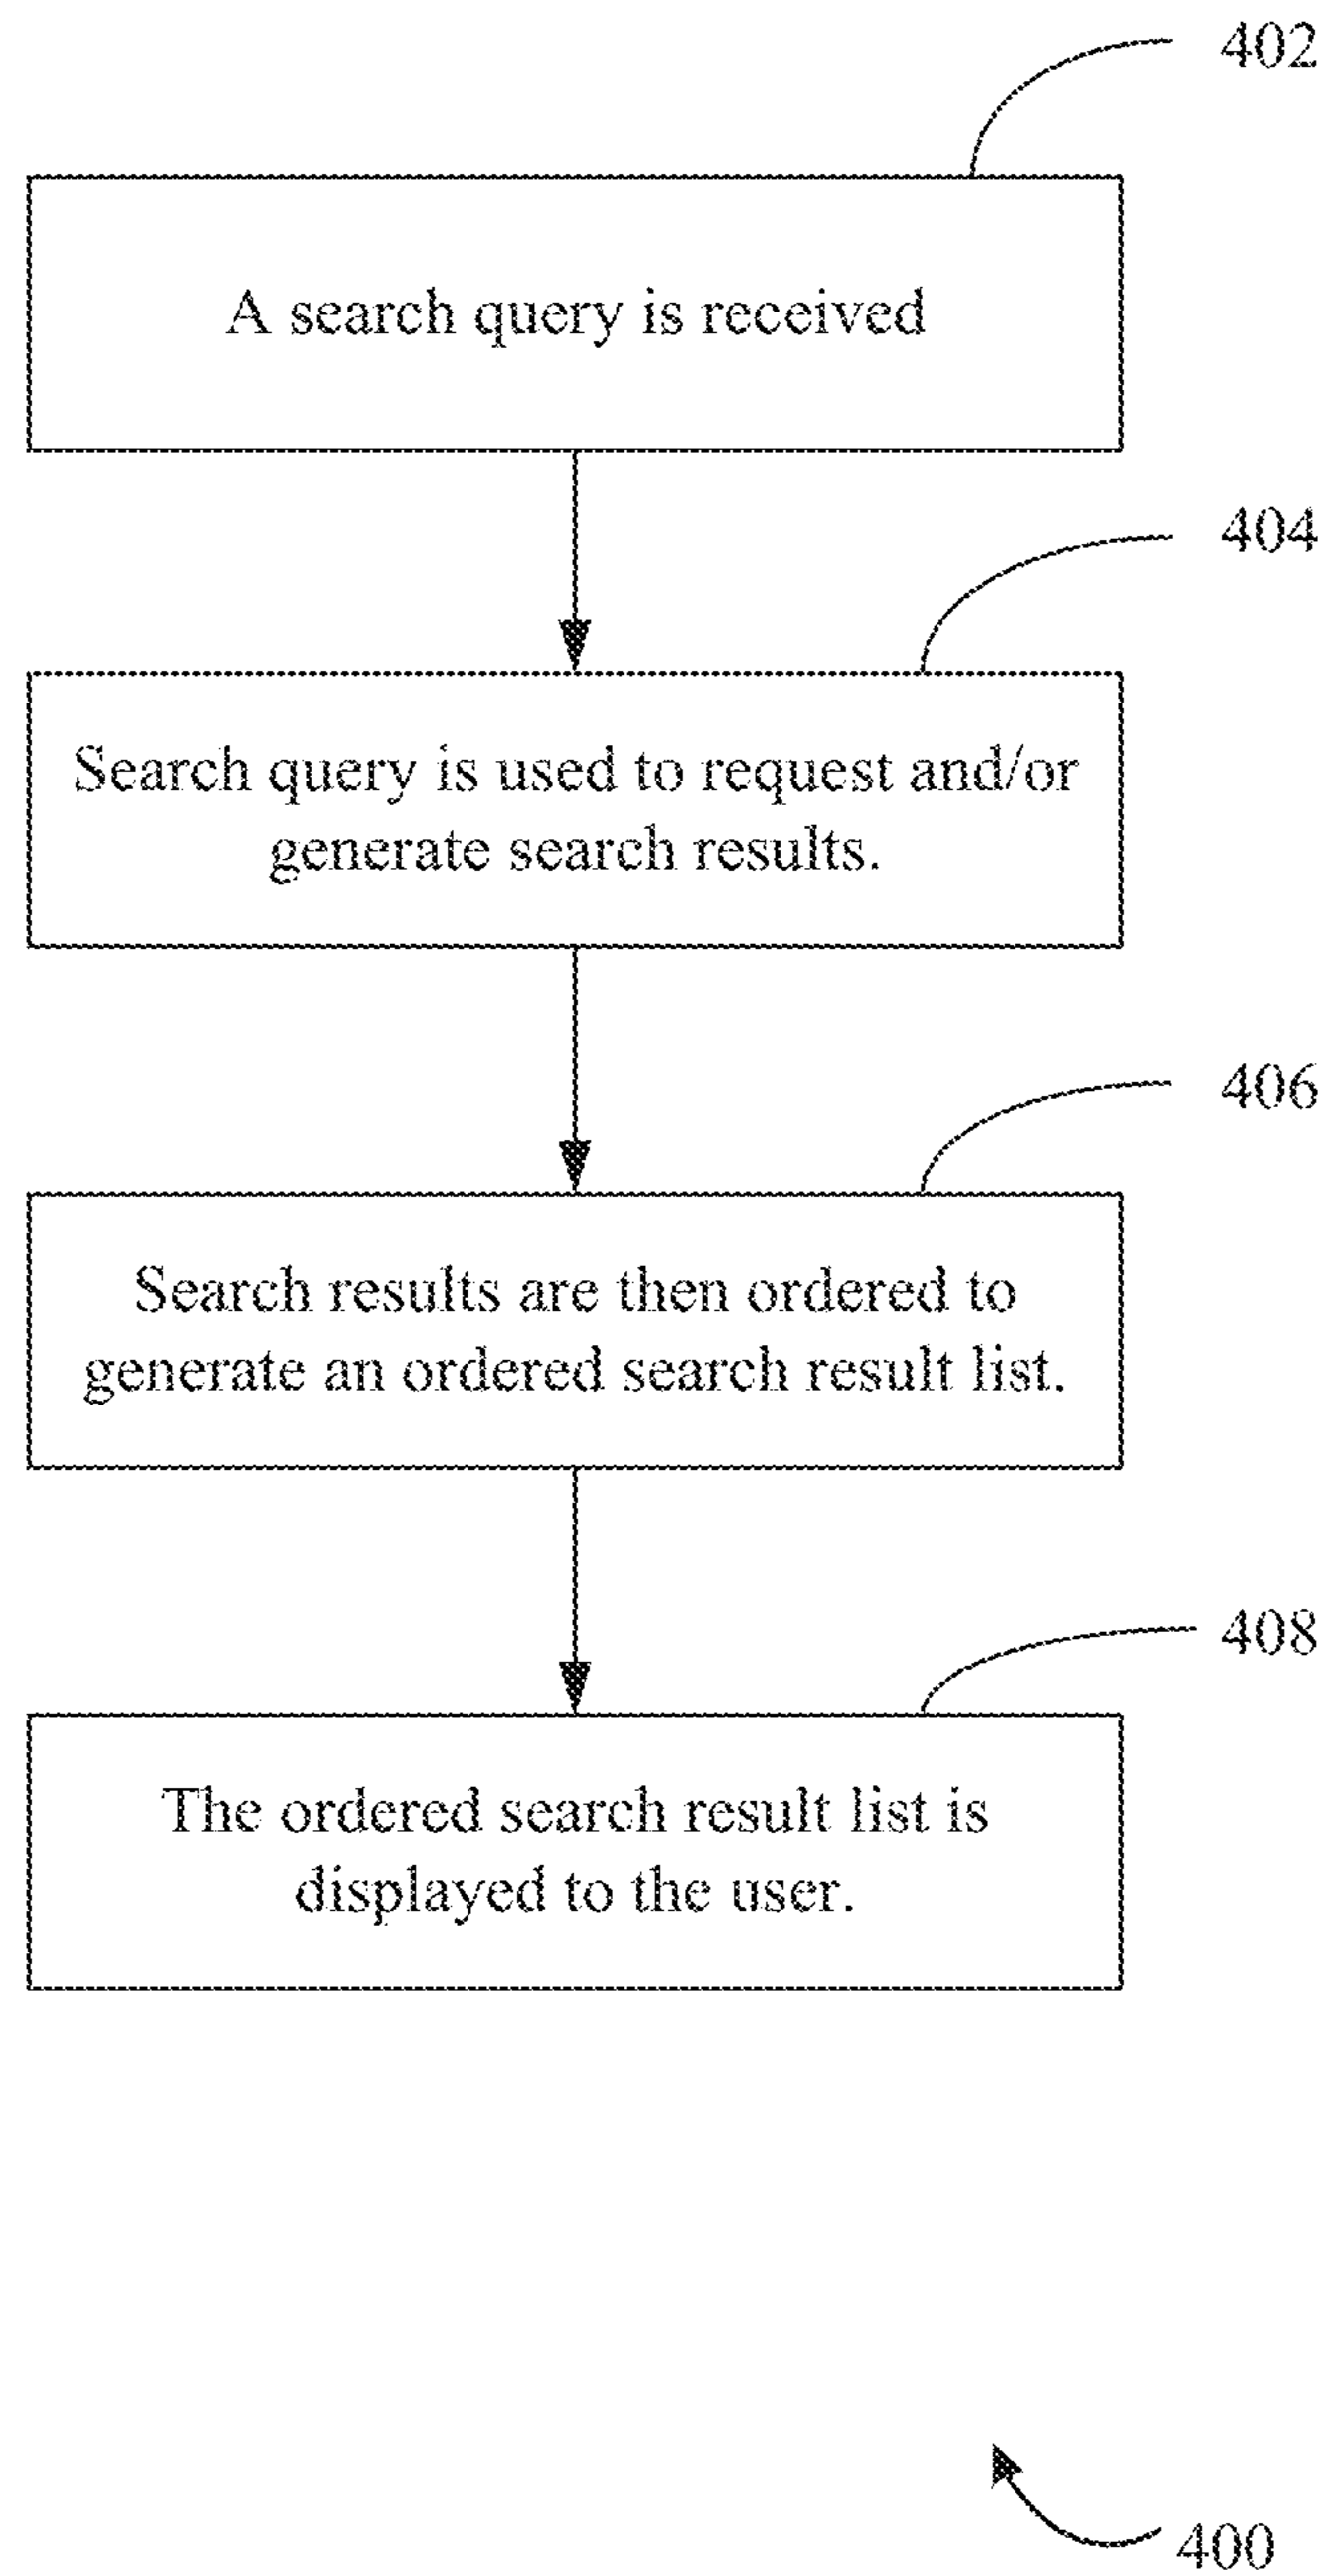 402
A search query is received
404
Search query is used to request and/or
generate search results.
406
Search results are then ordered to
generate an ordered search result list.
408
The ordered search result list is
displayed to the user.
400